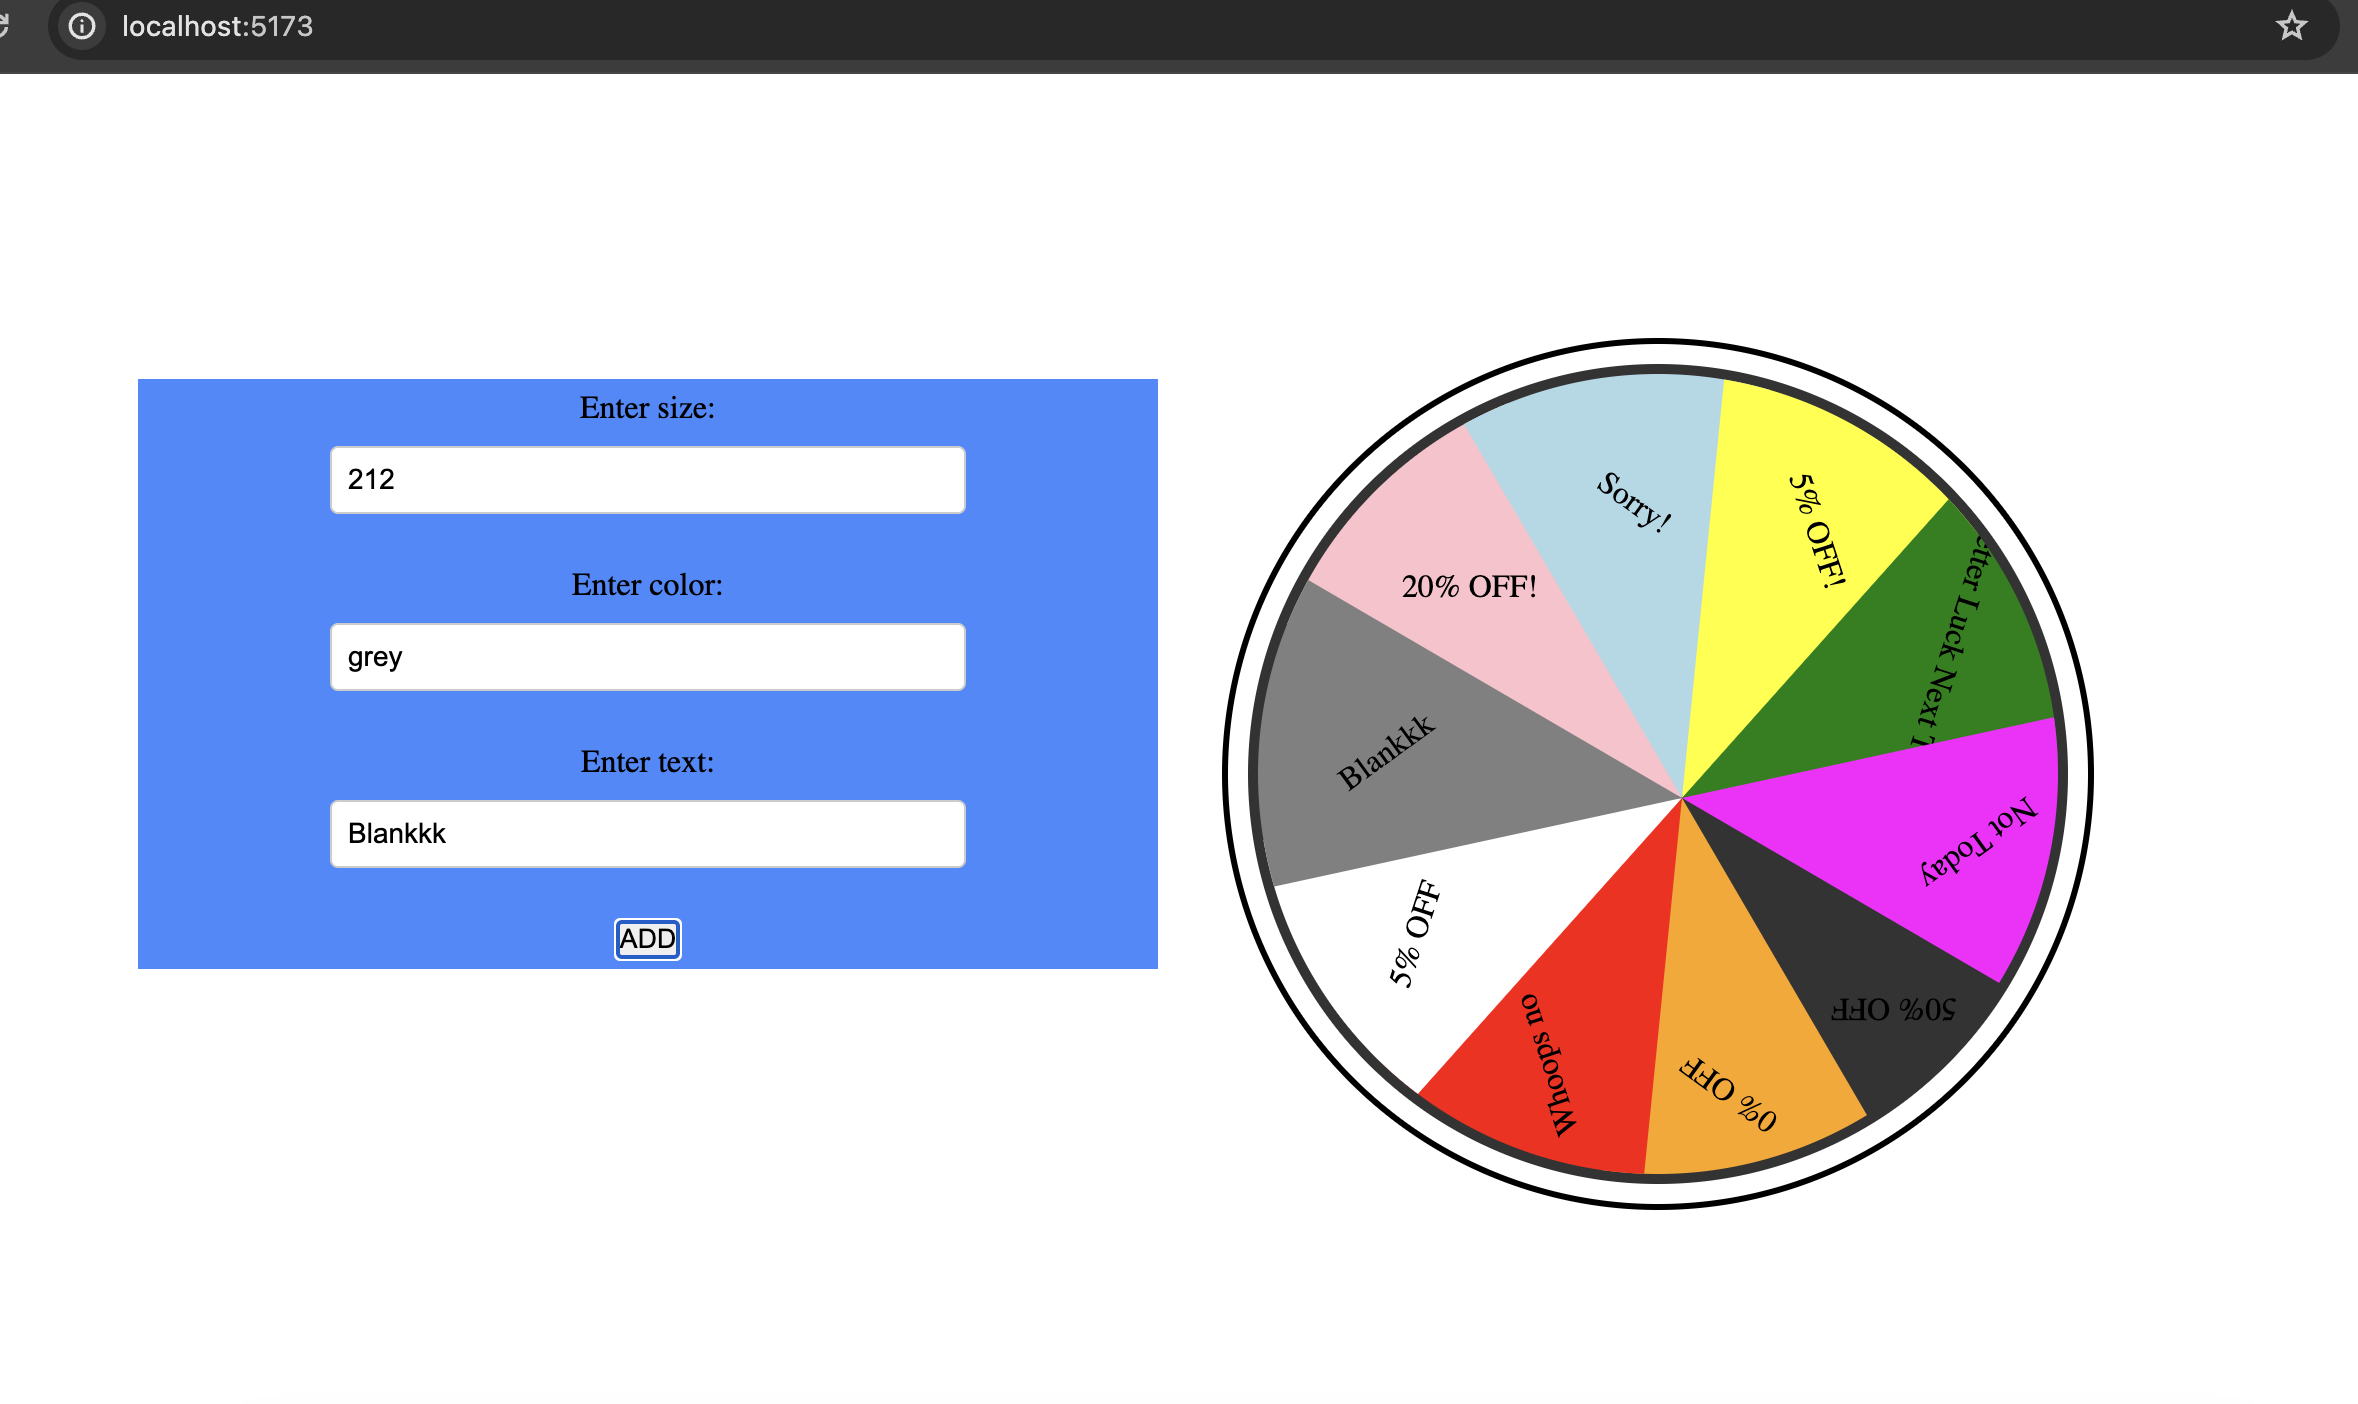 localhost:5173
Enter size:
212
Enter color:
grey
Enter text:
Blankkk
ADD
Sorry!
5% OFF!
etter Luck Next T
Not Today
50% OFF
0% OFF
Whoops no
5% OFF
Blankkk
20% OFF!